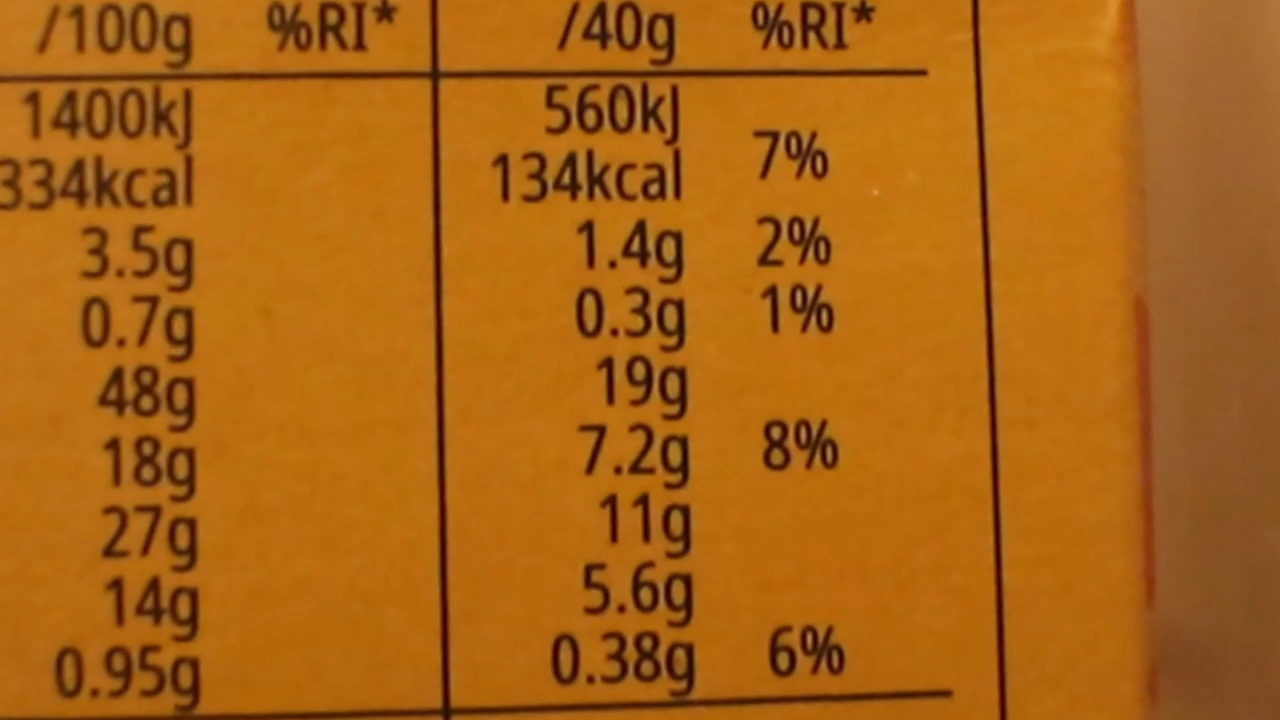 /100g %RI* /40g %RI*
1400kJ 560kJ
7%
334kcal 134kcal
3.5g 1.4g 2%
0.7g 0.3g 1%
48g 19g
18g 7.2g 8%
27g 11g
14g 5.6g
0.95g 0.38g 6%